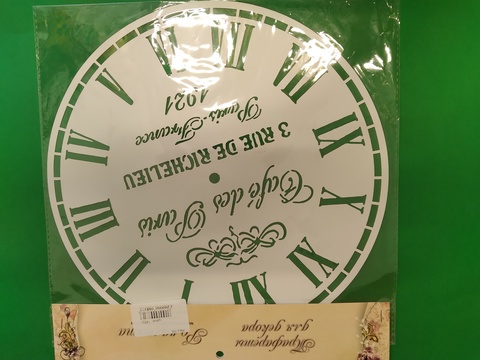 XII
I
II
III
IV
V
VI
VII
VIII
IX
X
XI
Café des Paris
3 RUE DE RICHELIEU
Paris-France
1921
Трафареты
для декора